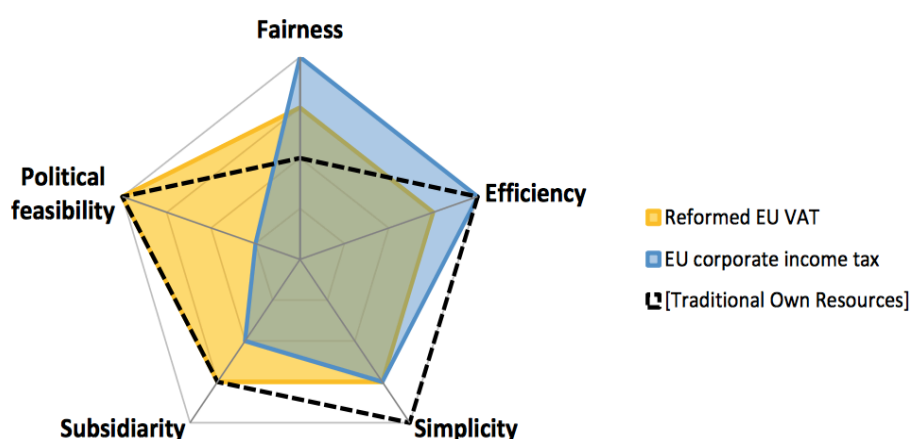 Fairness
Political
feasibility
Efficiency
Reformed EU VAT
EU corporate income tax
[Traditional Own Resources]
Subsidiarity
Simplicity